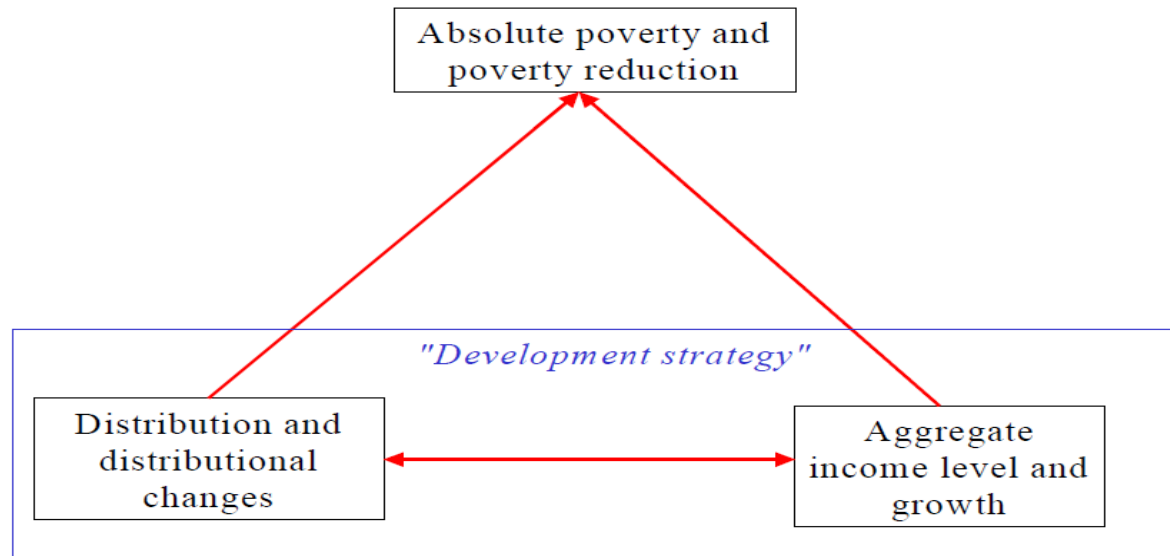 Absolute poverty and
poverty reduction
"Development strategy"
Distribution and
distributional
changes
Aggregate
income level and
growth